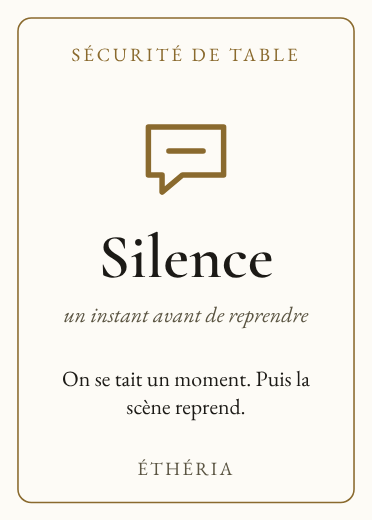 SÉCURITÉ DE TABLE
Silence
un instant avant de reprendre
On se tait un moment. Puis la
scène reprend.
ÉTHÉRIA